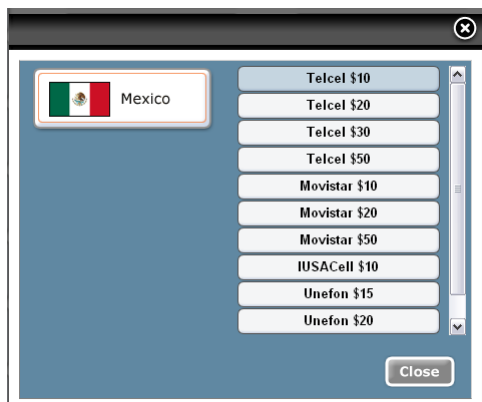 Mexico
Telcel $10
Telcel $20
Telcel $30
Telcel $50
Movistar $10
Movistar $20
Movistar $50
IUSACell $10
Unefon $15
Unefon $20
Close